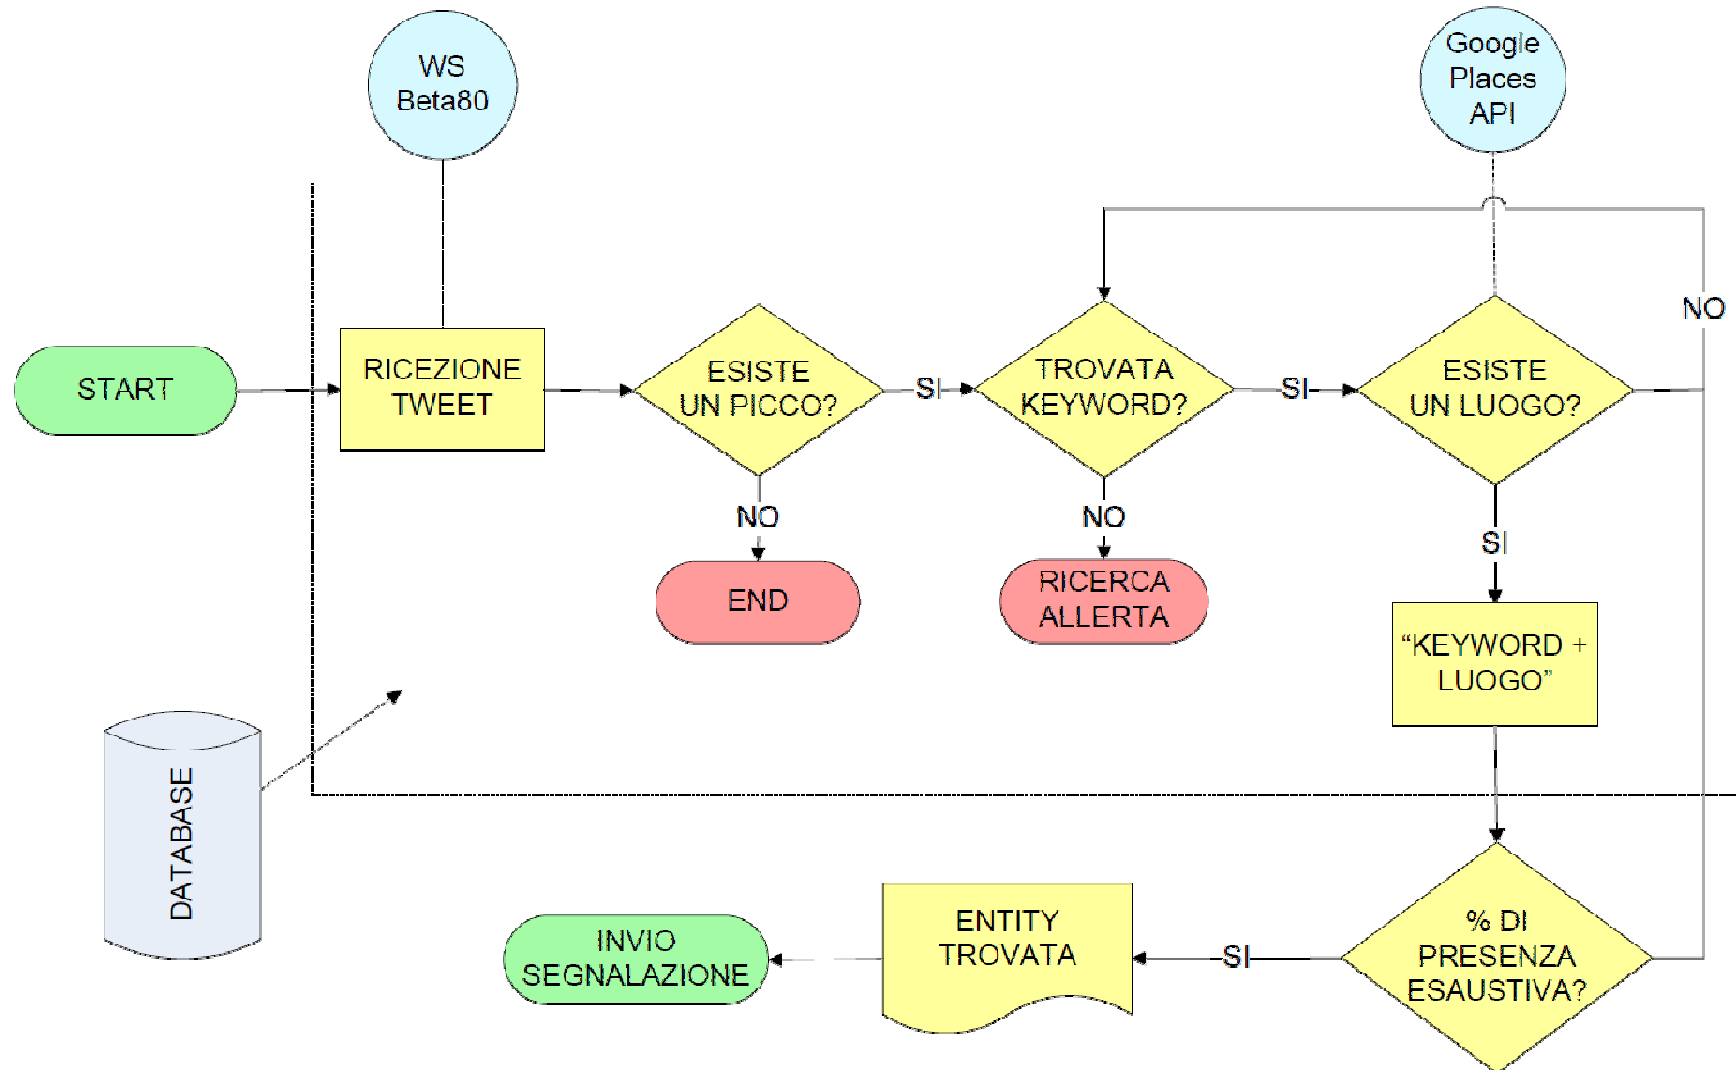 WS
Beta80
Google
Places
API
START
RICEZIONE
TWEET
ESISTE
UN PICCO?
SI
TROVATA
KEYWORD?
SI
ESISTE
UN LUOGO?
NO
NO
NO
SI
END
RICERCA
ALLERTA
“KEYWORD +
LUOGO”
DATABASE
INVIO
SEGNALAZIONE
ENTITY
TROVATA
SI
% DI
PRESENZA
ESAUSTIVA?